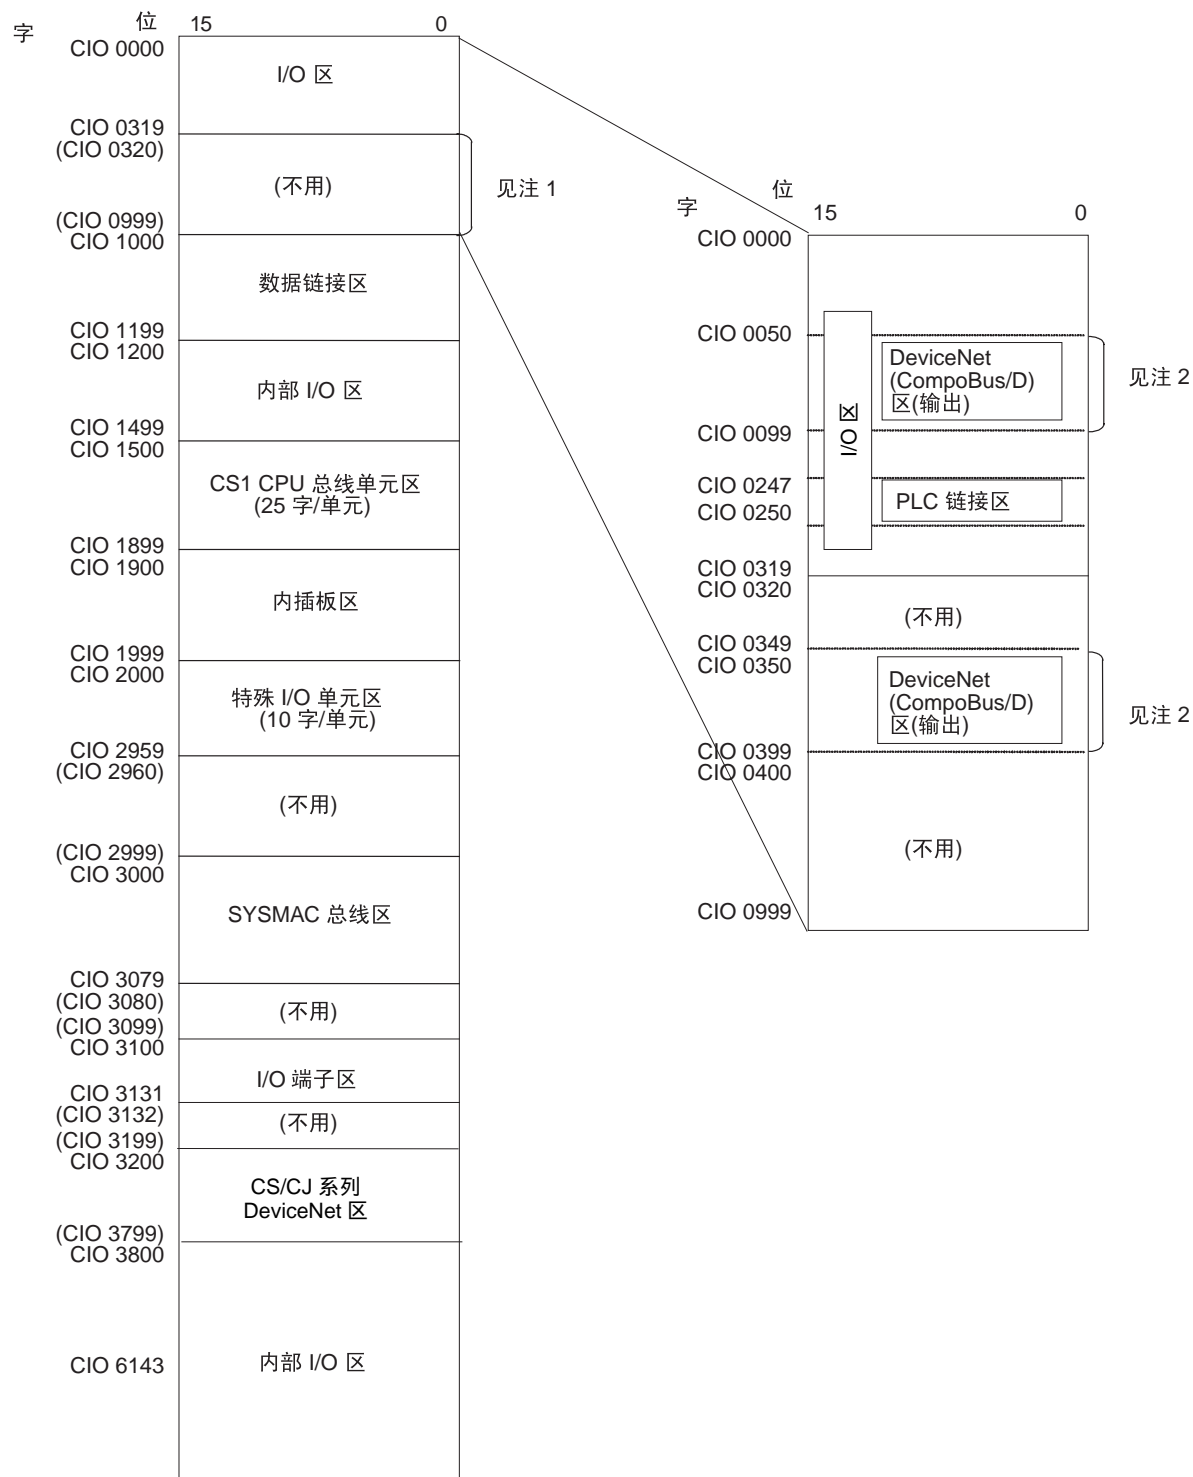 字
位
15
0
CIO 0000
I/O 区
CIO 0319
(CIO 0320)
(不用)
见注 1
(CIO 0999)
CIO 1000
数据链接区
CIO 1199
CIO 1200
内部 I/O 区
CIO 1499
CIO 1500
CS1 CPU 总线单元区
(25 字/单元)
CIO 1899
CIO 1900
内插板区
CIO 1999
CIO 2000
特殊 I/O 单元区
(10 字/单元)
CIO 2959
(CIO 2960)
(不用)
(CIO 2999)
CIO 3000
SYSMAC 总线区
CIO 3079
(CIO 3080)
(不用)
(CIO 3099)
CIO 3100
I/O 端子区
CIO 3131
(CIO 3132)
(不用)
(CIO 3199)
CIO 3200
CS/CJ 系列
DeviceNet 区
(CIO 3799)
CIO 3800
内部 I/O 区
CIO 6143
字
位
15
0
CIO 0000
CIO 0050
I/O 区
DeviceNet
(CompoBus/D)
区(输出)
见注 2
CIO 0099
CIO 0247
PLC 链接区
CIO 0250
CIO 0319
CIO 0320
(不用)
CIO 0349
CIO 0350
DeviceNet
(CompoBus/D)
区(输出)
见注 2
CIO 0399
CIO 0400
(不用)
CIO 0999